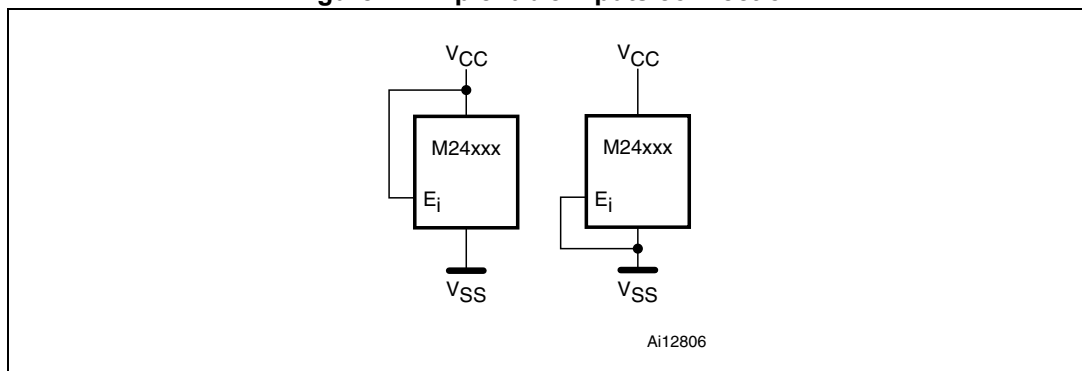 VCC VCC
M24xxx M24xxx
Ei Ei
VSS VSS
Ai12806